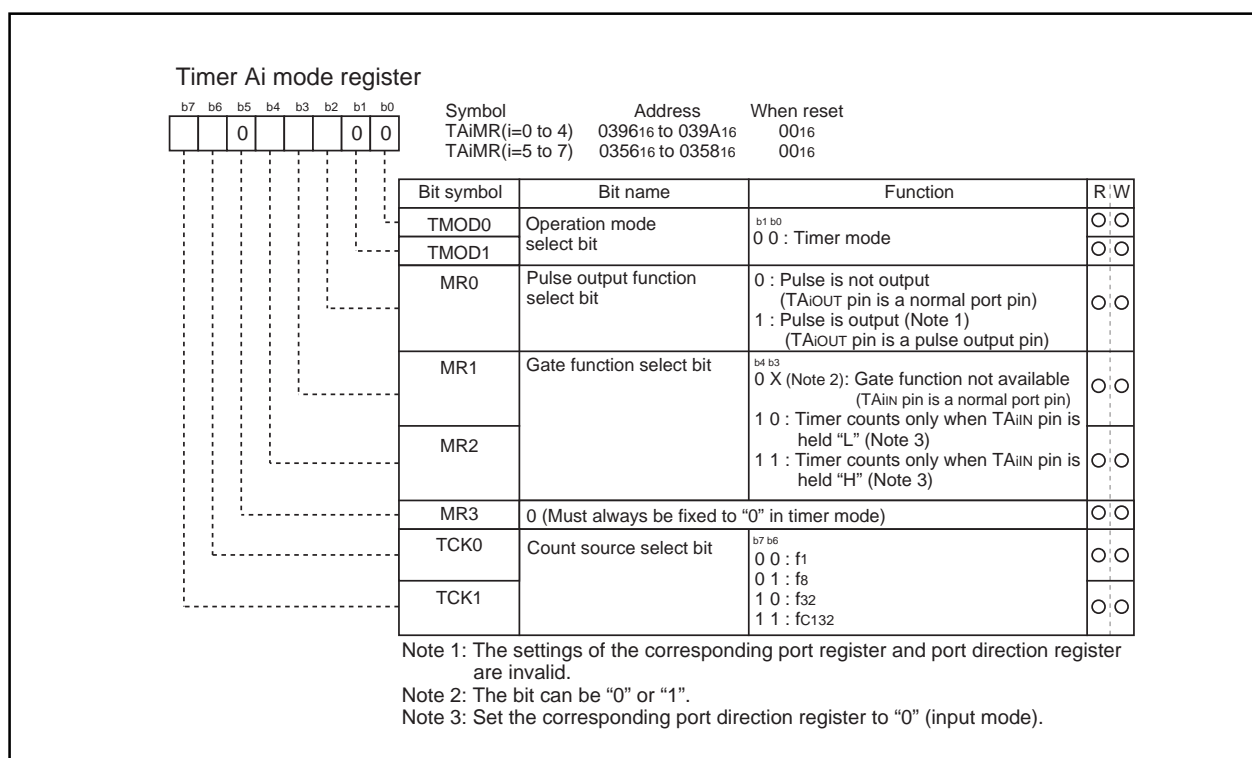 Timer Ai mode register
b7 b6 b5 b4 b3 b2 b1 b0
0 0 0
Symbol Address When reset
TAiMR(i=0 to 4) 039616 to 039A16 0016
TAiMR(i=5 to 7) 035616 to 035816 0016
Bit symbol Bit name Function R W
TMOD0 Operation mode select bit b1 b0
0 0 : Timer mode
TMOD1
MR0 Pulse output function select bit 0 : Pulse is not output
(TAiOUT pin is a normal port pin)
1 : Pulse is output (Note 1)
(TAiOUT pin is a pulse output pin)
MR1 Gate function select bit b4 b3
0 X (Note 2): Gate function not available
(TAiIN pin is a normal port pin)
1 0 : Timer counts only when TAiIN pin is
held “L” (Note 3)
MR2
1 1 : Timer counts only when TAiIN pin is
held “H” (Note 3)
MR3 0 (Must always be fixed to “0” in timer mode)
TCK0 Count source select bit b7 b6
0 0 : f1
0 1 : f8
TCK1
1 0 : f32
1 1 : fC132
Note 1: The settings of the corresponding port register and port direction register
are invalid.
Note 2: The bit can be “0” or “1”.
Note 3: Set the corresponding port direction register to “0” (input mode).